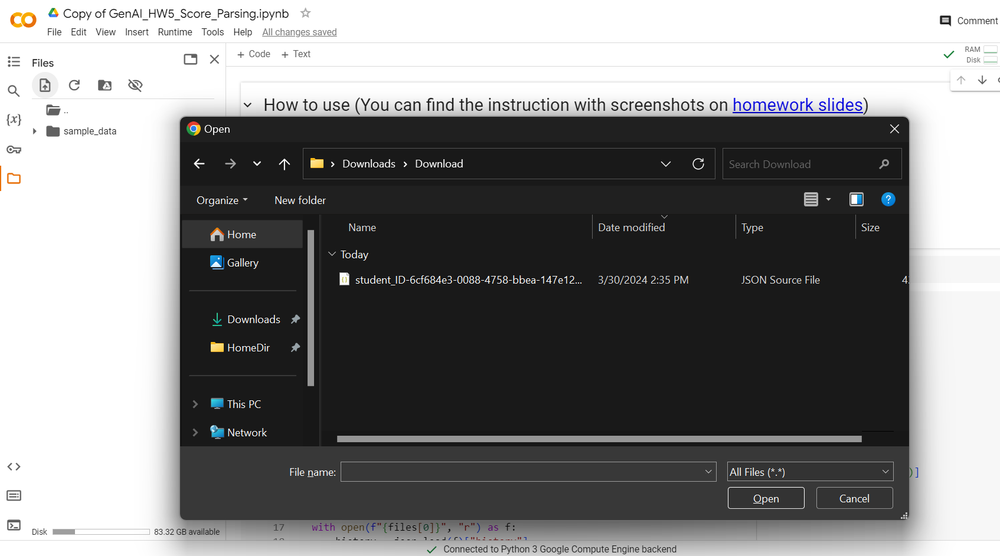 Copy of GenAI_HW5_Score_Parsing.ipynb
File Edit View Insert Runtime Tools Help All changes saved
Comment
Files
+ Code + Text
RAM
Disk
..
sample_data
How to use (You can find the instruction with screenshots on homework slides)
Open
Downloads > Download
Search Download
Organize New folder
Home
Gallery
Downloads
HomeDir
This PC
Network
Name Date modified Type Size
Today
student_ID-6cf684e3-0088-4758-bbea-147e12... 3/30/2024 2:35 PM JSON Source File
File name:
All Files (*.*)
Open Cancel
)]
17 with open(f"{files[0]}", "r") as f:
Disk 83.32 GB available
Connected to Python 3 Google Compute Engine backend